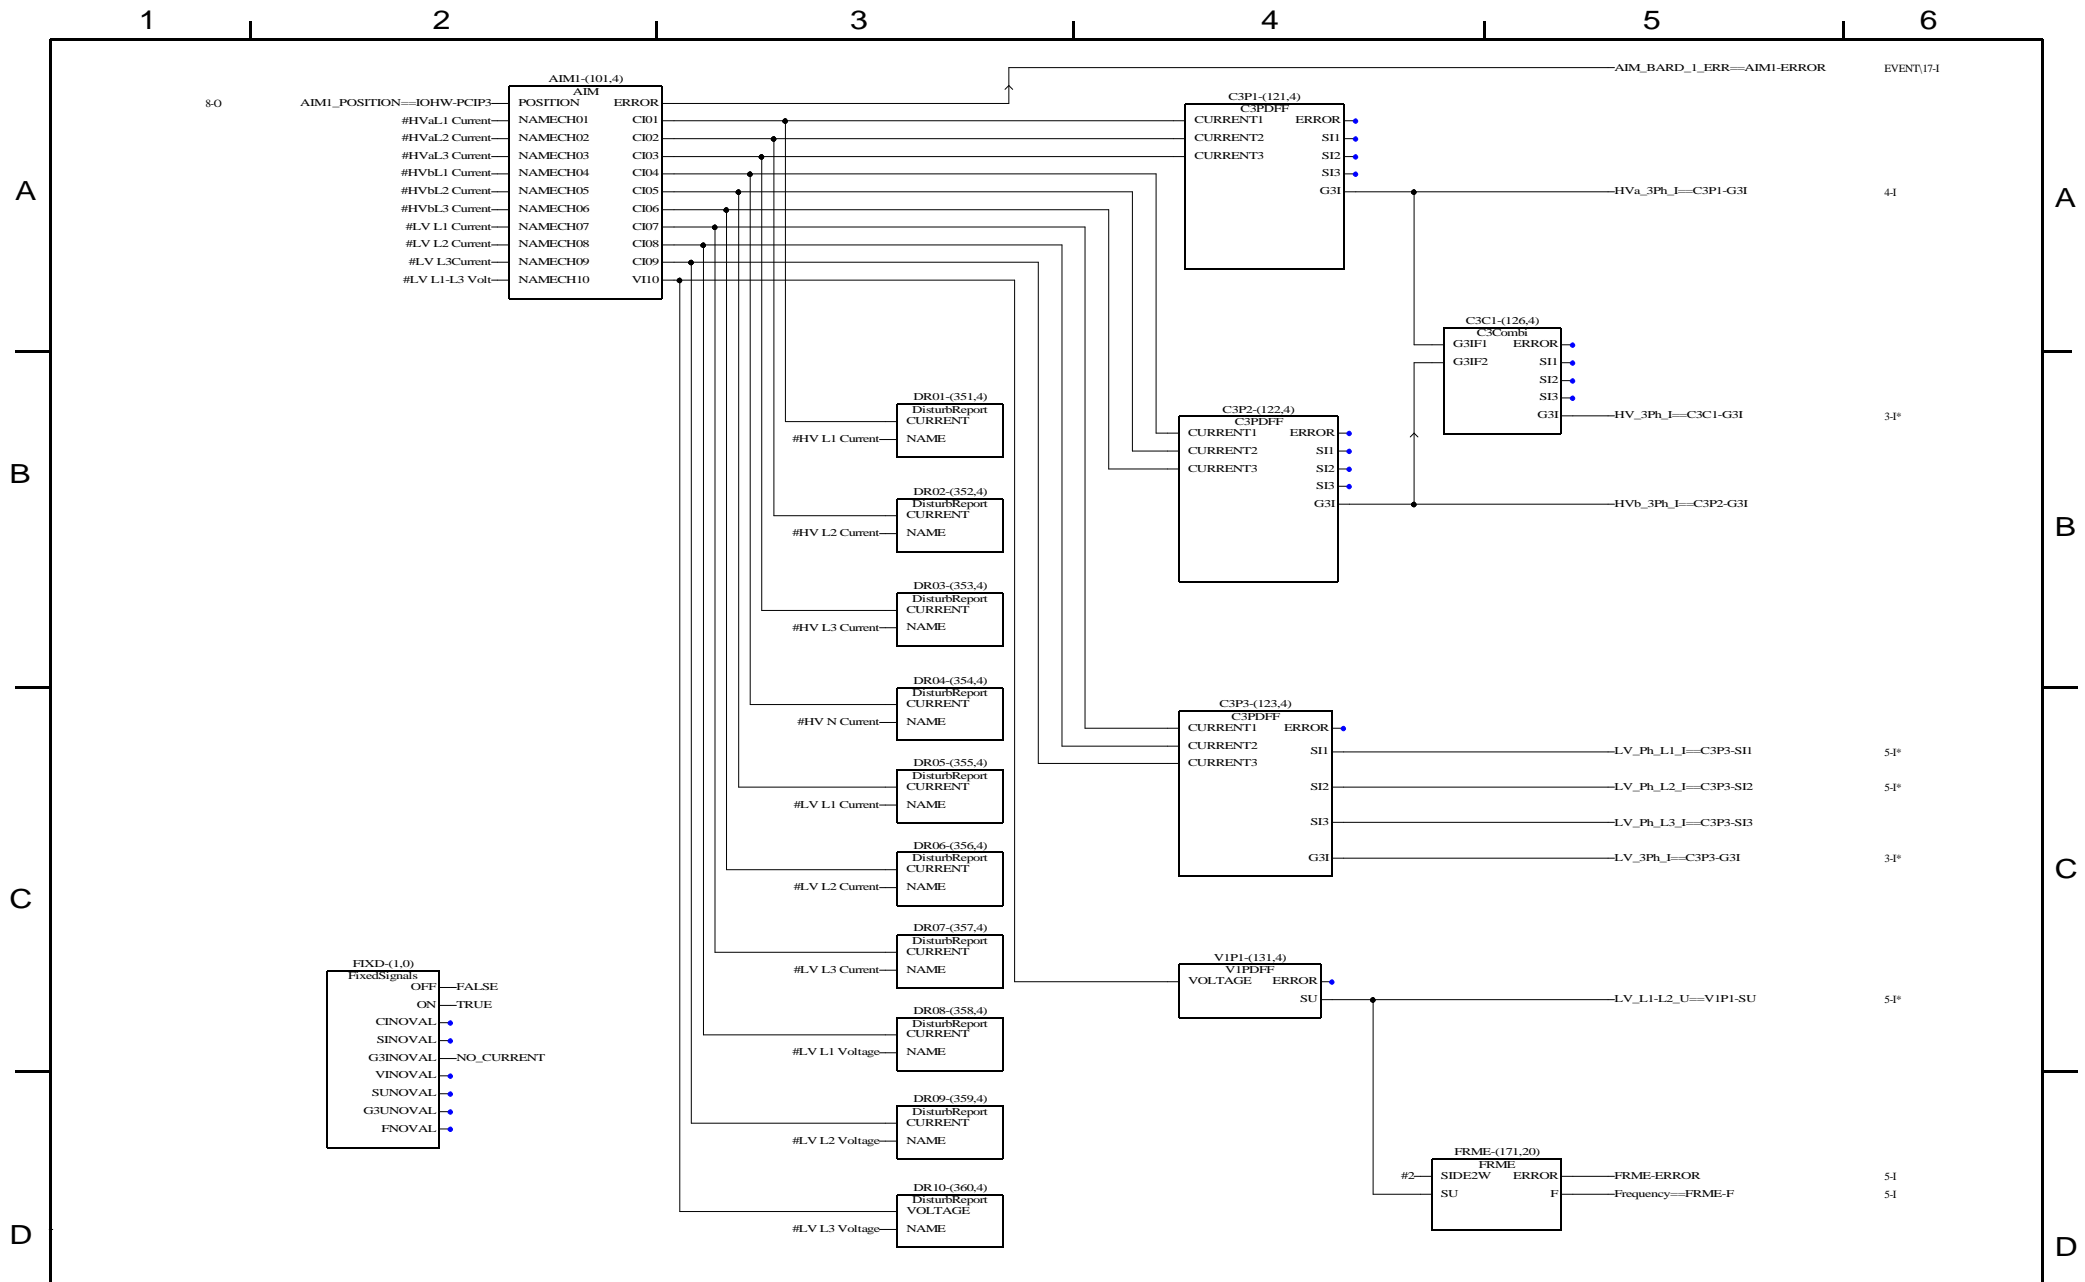 1 2 3 4 5 6
A
B
C
D
A
B
C
D
8-O
AIM1_POSITION==IOHW-PCIP3
#HVaL1 Current
#HVaL2 Current
#HVaL3 Current
#HVbL1 Current
#HVbL2 Current
#HVbL3 Current
#LV L1 Current
#LV L2 Current
#LV L3Current
#LV L1-L3 Volt
AIM1-(101,4)
AIM
POSITION ERROR
NAMECH01 CI01
NAMECH02 CI02
NAMECH03 CI03
NAMECH04 CI04
NAMECH05 CI05
NAMECH06 CI06
NAMECH07 CI07
NAMECH08 CI08
NAMECH09 CI09
NAMECH10 VI10
AIM_BARD_1_ERR==AIM1-ERROR EVENT\17-I
C3P1-(121,4)
C3PDFF
CURRENT1 ERROR
CURRENT2 SI1
CURRENT3 SI2
SI3
G3I
HVa_3Ph_I==C3P1-G3I 4-I
C3C1-(126,4)
C3Combi
G3IF1 ERROR
G3IF2 SI1
SI2
SI3
G3I
HV_3Ph_I==C3C1-G3I 3-I*
C3P2-(122,4)
C3PDFF
CURRENT1 ERROR
CURRENT2 SI1
CURRENT3 SI2
SI3
G3I
HVb_3Ph_I==C3P2-G3I
DR01-(351,4)
DisturbReport
CURRENT
#HV L1 Current NAME
DR02-(352,4)
DisturbReport
CURRENT
#HV L2 Current NAME
DR03-(353,4)
DisturbReport
CURRENT
#HV L3 Current NAME
DR04-(354,4)
DisturbReport
CURRENT
#HV N Current NAME
DR05-(355,4)
DisturbReport
CURRENT
#LV L1 Current NAME
DR06-(356,4)
DisturbReport
CURRENT
#LV L2 Current NAME
DR07-(357,4)
DisturbReport
CURRENT
#LV L3 Current NAME
DR08-(358,4)
DisturbReport
CURRENT
#LV L1 Voltage NAME
DR09-(359,4)
DisturbReport
CURRENT
#LV L2 Voltage NAME
DR10-(360,4)
DisturbReport
VOLTAGE
#LV L3 Voltage NAME
C3P3-(123,4)
C3PDFF
CURRENT1 ERROR
CURRENT2 SI1
CURRENT3
SI2
SI3
G3I
LV_Ph_L1_I==C3P3-SI1 5-I*
LV_Ph_L2_I==C3P3-SI2 5-I*
LV_Ph_L3_I==C3P3-SI3
LV_3Ph_I==C3P3-G3I 3-I*
V1P1-(131,4)
V1PDFF
VOLTAGE ERROR
SU
LV_L1-L2_U==V1P1-SU 5-I*
FIXD-(1,0)
FixedSignals
OFF FALSE
ON TRUE
CINOVAL
SINOVAL
G3INOVAL NO_CURRENT
VINOVAL
SUNOVAL
G3UNOVAL
FNOVAL
FRME-(171,20)
FRME
#2 SIDE2W ERROR FRME-ERROR 5-I
SU F Frequency==FRME-F 5-I